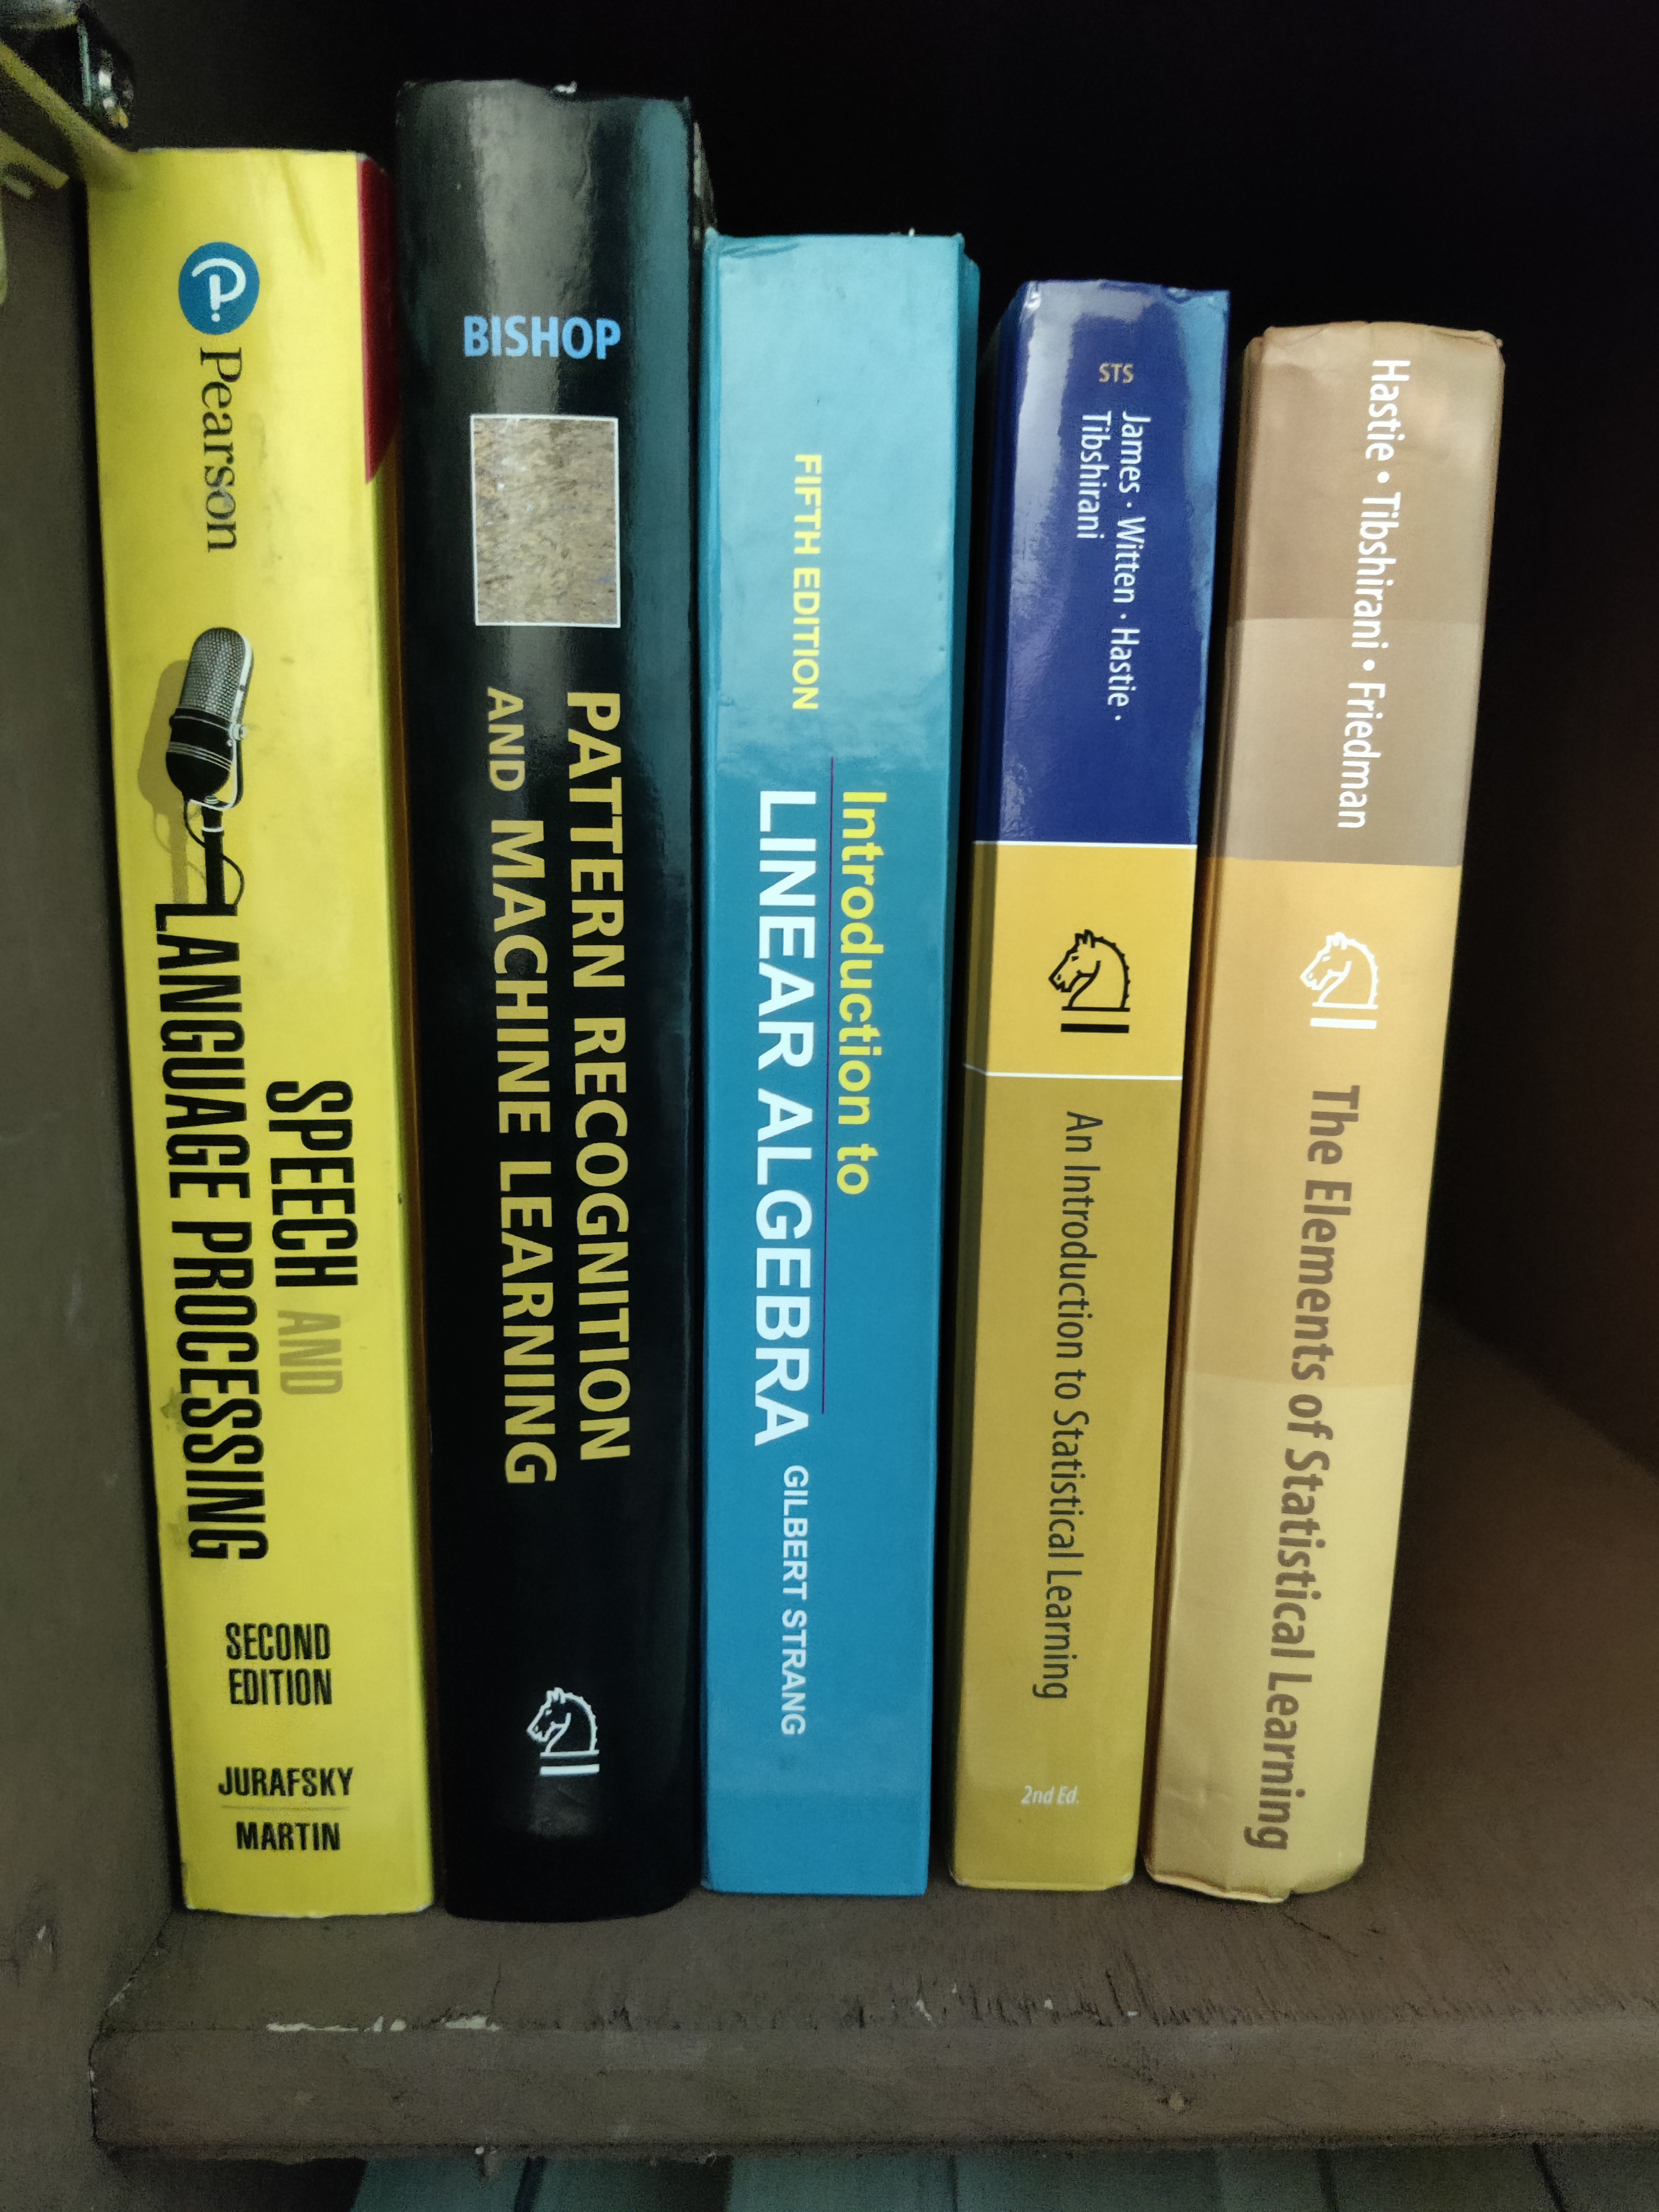 Pearson
SPEECH AND
LANGUAGE PROCESSING
SECOND
EDITION
JURAFSKY
MARTIN
BISHOP
PATTERN RECOGNITION
AND MACHINE LEARNING
FIFTH EDITION
Introduction to
LINEAR ALGEBRA
GILBERT STRANG
STS
James · Witten · Hastie ·
Tibshirani
An Introduction to Statistical Learning
2nd Ed.
Hastie • Tibshirani • Friedman
The Elements of Statistical Learning